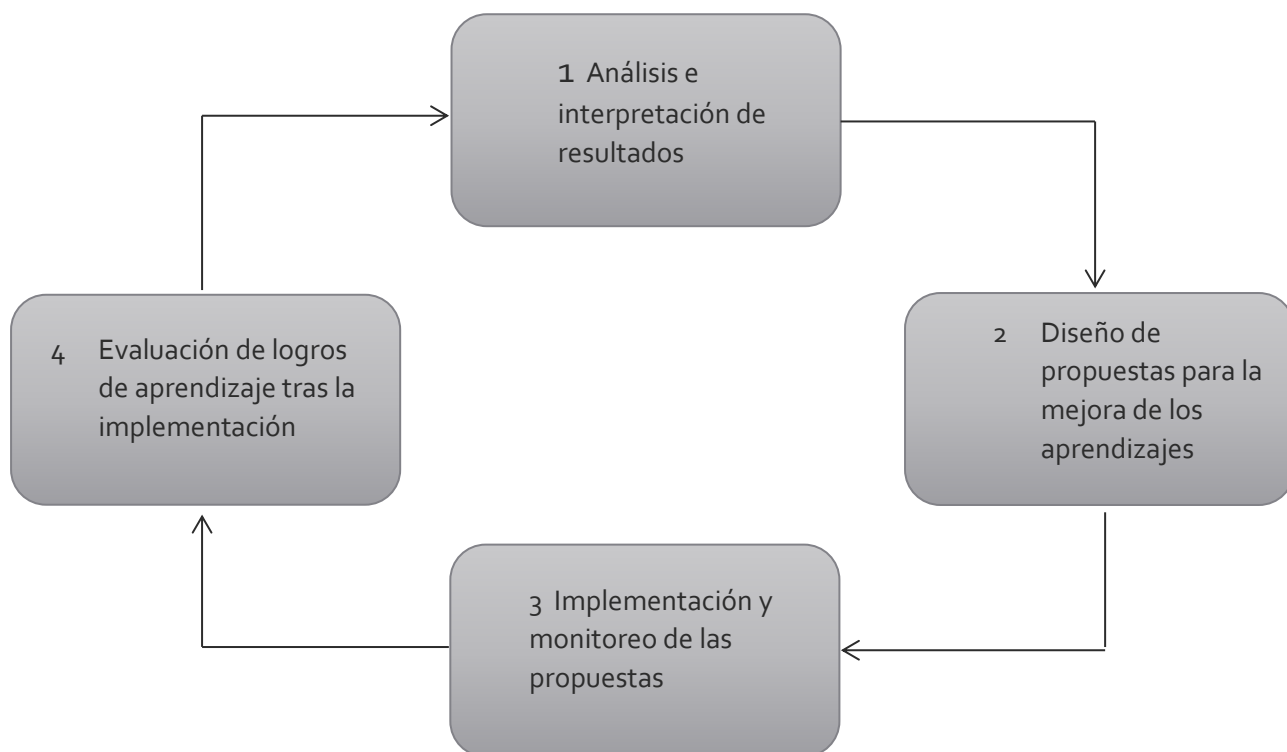 1 Análisis e
interpretación de
resultados
2 Diseño de
propuestas para la
mejora de los
aprendizajes
3 Implementación y
monitoreo de las
propuestas
4 Evaluación de logros
de aprendizaje tras la
implementación